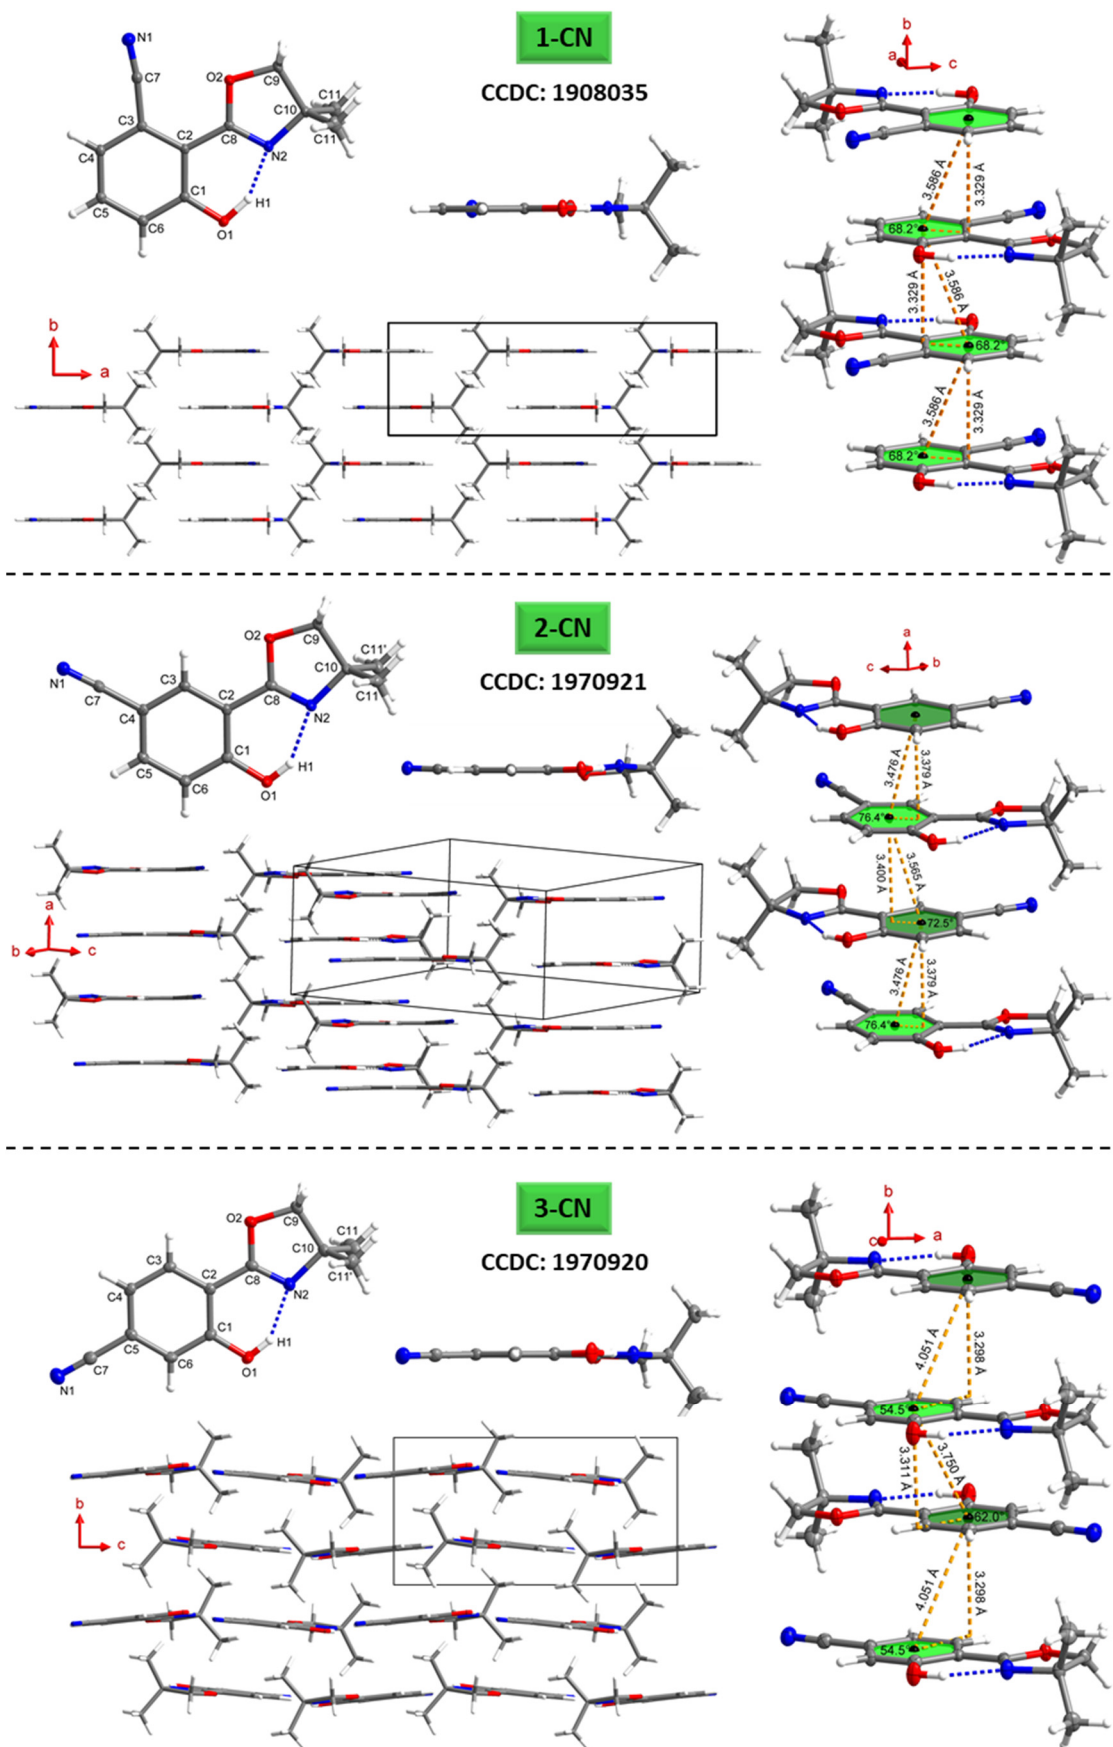 1-CN
CCDC: 1908035
N1
C7
O2
C9
C3
C2
C10
C11
C11
C8
N2
C4
C1
H1
C5
C6
O1
b
a
c
3.586 Å
3.329 Å
68.2°
3.329 Å
3.586 Å
68.2°
3.586 Å
3.329 Å
68.2°
b
a
2-CN
CCDC: 1970921
O2
C9
C11'
C10
C3
N1
C7
C11
C2
C8
C4
N2
C1
C5
H1
C6
O1
a
c
b
3.476 Å
3.379 Å
76.4°
3.400 Å
3.565 Å
72.5°
3.476 Å
3.379 Å
76.4°
a
b
c
3-CN
CCDC: 1970920
O2
C9
C11
C10
C3
C11'
C2
C8
C4
N2
C1
C5
H1
C7
C6
O1
N1
b
c
a
4.051 Å
3.298 Å
54.5°
3.311 Å
3.750 Å
62.0°
4.051 Å
3.298 Å
54.5°
b
c